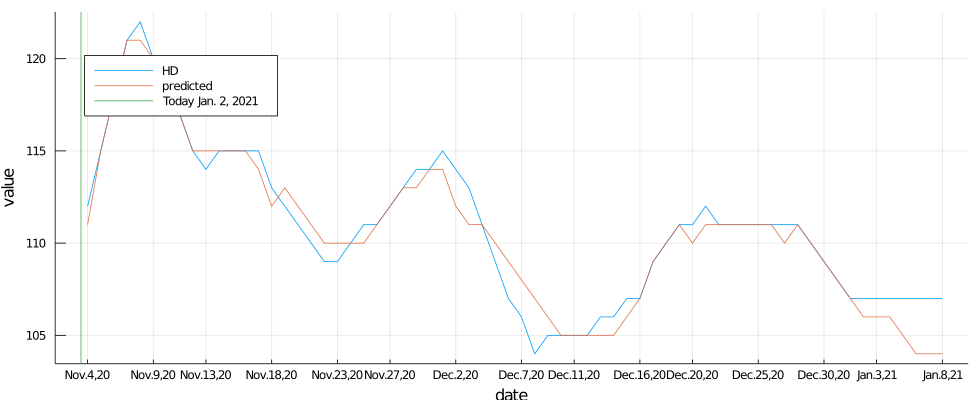 120
115
110
105
value
HD
predicted
Today Jan. 2, 2021
Nov.4,20 Nov.9,20 Nov.13,20 Nov.18,20 Nov.23,20 Nov.27,20 Dec.2,20 Dec.7,20 Dec.11,20 Dec.16,20 Dec.20,20 Dec.25,20 Dec.30,20 Jan.3,21 Jan.8,21
date